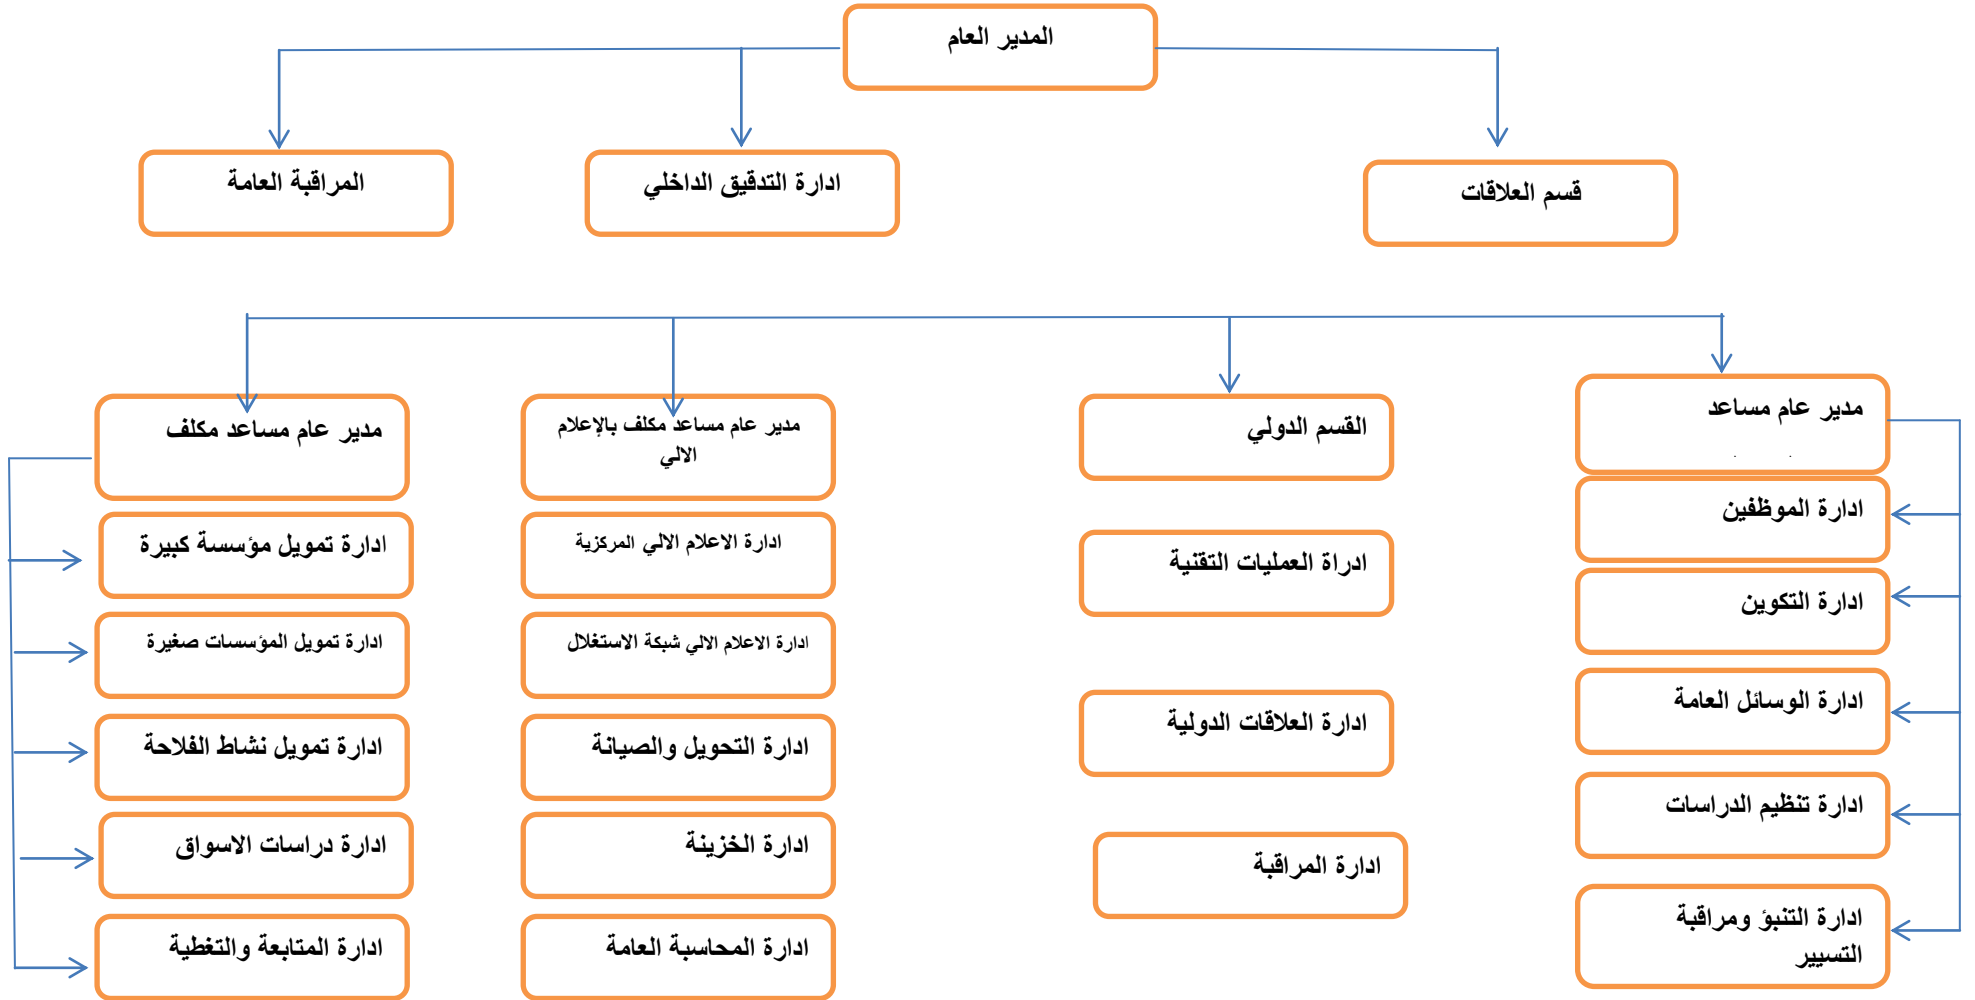 المدير العام
قسم العلاقات
ادارة التدقيق الداخلي
المراقبة العامة
مدير عام مساعد
القسم الدولي
مدير عام مساعد مكلف بالإعلام
الالي
مدير عام مساعد مكلف
ادارة الموظفين
ادارة التكوين
ادارة الوسائل العامة
ادارة تنظيم الدراسات
ادارة التنبؤ ومراقبة
التسيير
ادراة العمليات التقنية
ادارة العلاقات الدولية
ادارة المراقبة
ادارة الاعلام الالي المركزية
ادارة الاعلام الالي شبكة الاستغلال
ادارة التحويل والصيانة
ادارة الخزينة
ادارة المحاسبة العامة
ادارة تمويل مؤسسة كبيرة
ادارة تمويل المؤسسات صغيرة
ادارة تمويل نشاط الفلاحة
ادارة دراسات الاسواق
ادارة المتابعة والتغطية